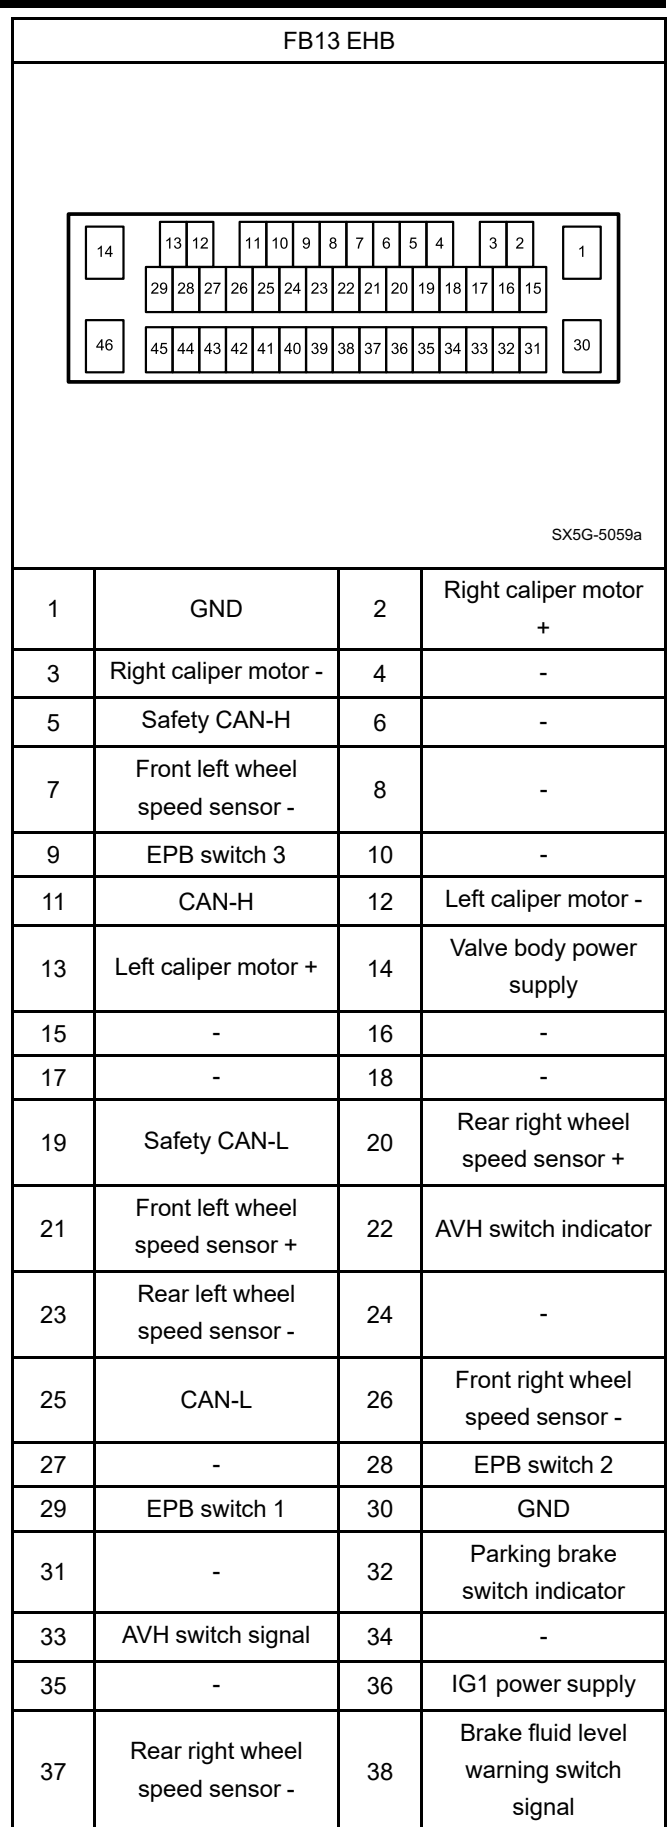 FB13 EHB
14 13 12 11 10 9 8 7 6 5 4 3 2 1
29 28 27 26 25 24 23 22 21 20 19 18 17 16 15
46 45 44 43 42 41 40 39 38 37 36 35 34 33 32 31 30
SX5G-5059a
1 GND 2 Right caliper motor
+
3 Right caliper motor - 4 -
5 Safety CAN-H 6 -
7 Front left wheel
speed sensor - 8 -
9 EPB switch 3 10 -
11 CAN-H 12 Left caliper motor -
13 Left caliper motor + 14 Valve body power
supply
15 - 16 -
17 - 18 -
19 Safety CAN-L 20 Rear right wheel
speed sensor +
21 Front left wheel
speed sensor + 22 AVH switch indicator
23 Rear left wheel
speed sensor - 24 -
25 CAN-L 26 Front right wheel
speed sensor -
27 - 28 EPB switch 2
29 EPB switch 1 30 GND
31 - 32 Parking brake
switch indicator
33 AVH switch signal 34 -
35 - 36 IG1 power supply
37 Rear right wheel
speed sensor - 38 Brake fluid level
warning switch
signal